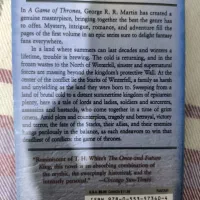 In A Game of Thrones, George R. R. Martin has created a
genuine masterpiece, bringing together the best the genre has
to offer. Mystery, intrigue, romance, and adventure fill the
pages of the first volume in an epic series sure to delight fantasy
fans everywhere.
In a land where summers can last decades and winters a
lifetime, trouble is brewing. The cold is returning, and in the
frozen wastes to the North of Winterfell, sinister and supernatural
forces are massing beyond the kingdom's protective Wall. At the
center of the conflict lie the Starks of Winterfell, a family as harsh
and unyielding as the land they were born to. Sweeping from a
of brutal cold to a distant summertime kingdom of epicurean
plenty, here is a tale of lords and ladies, soldiers and sorcerers,
assassins and bastards, who come together in a time of grim
omens. Amid plots and counterplots, tragedy and betrayal, victory
and terror, the fate of the Starks, their allies, and their enemies
hangs perilously in the balance, as each endeavors to win that
deadliest of conflicts: the game of thrones.
"Reminiscent of T. H. White's The Once and Future
King, this novel is an absorbing combination of
the mythic, the sweepingly historical, and the
intensely personal." —Chicago Sun-Times
ISBN 978-0-553-57340-4